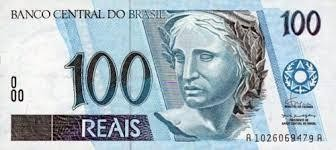 BANCO CENTRAL DO BRASIL
100
0
00
100
REAIS
A 1026069479 A